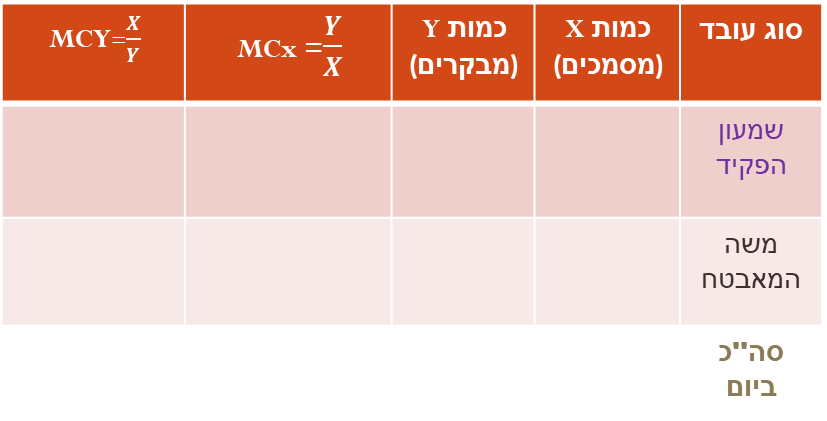 סוג עובד
כמות X
(מסמכים)
כמות Y
(מבקרים)
MCx = Y/X
MCY= X/Y
שמעון
הפקיד
משה
המאבטח
סה"כ
ביום